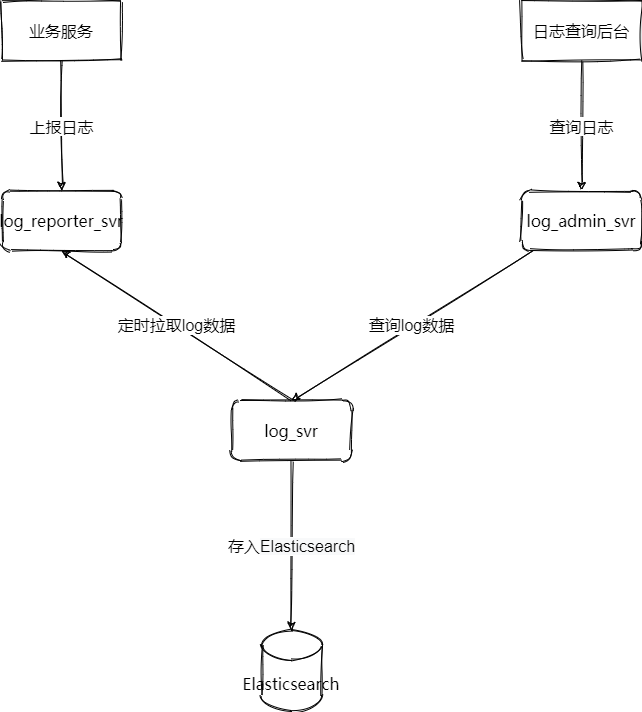 业务服务
日志查询后台
上报日志
查询日志
log_reporter_svr
log_admin_svr
定时拉取log数据
查询log数据
log_svr
存入Elasticsearch
Elasticsearch